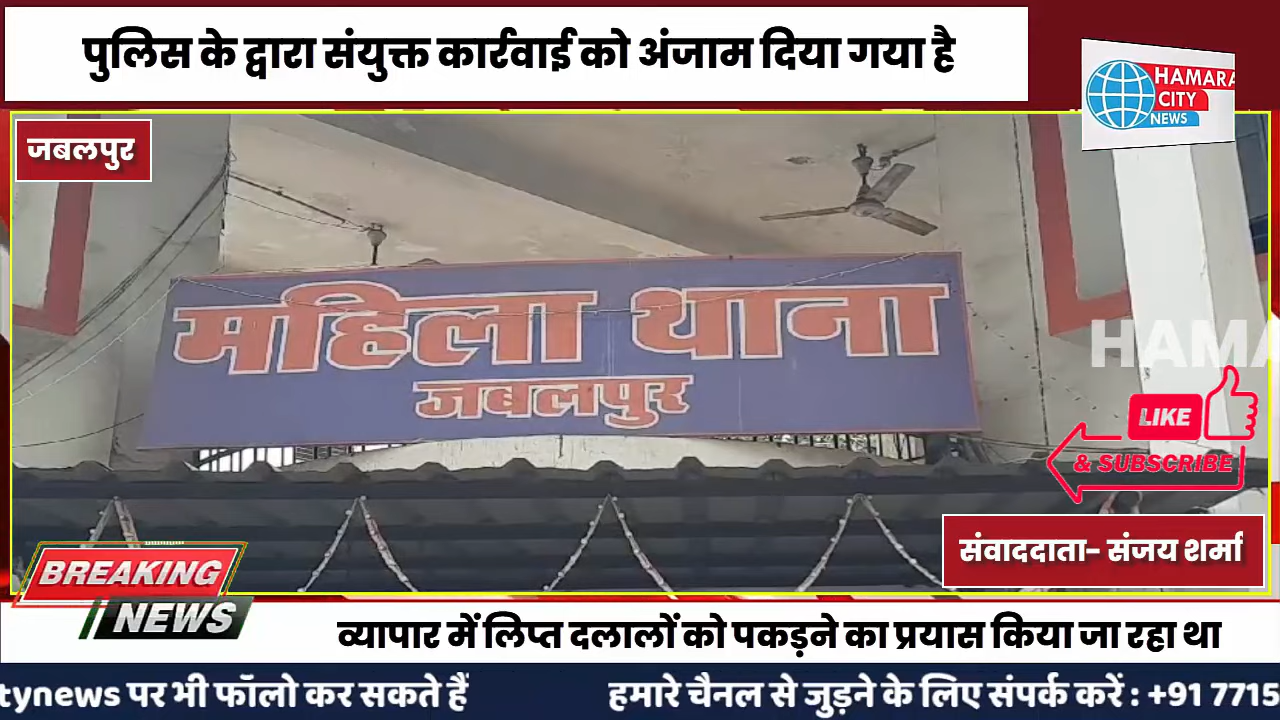 पुलिस के द्वारा संयुक्त कार्रवाई को अंजाम दिया गया है
HAMARA
CITY
NEWS
जबलपुर
महिला थाना
जबलपुर
HAMA
LIKE
& SUBSCRIBE
संवाददाता- संजय शर्मा
BREAKING
NEWS
व्यापार में लिप्त दलालों को पकड़ने का प्रयास किया जा रहा था
tynews पर भी फॉलो कर सकते हैं हमारे चैनल से जुड़ने के लिए संपर्क करें : +91 7715